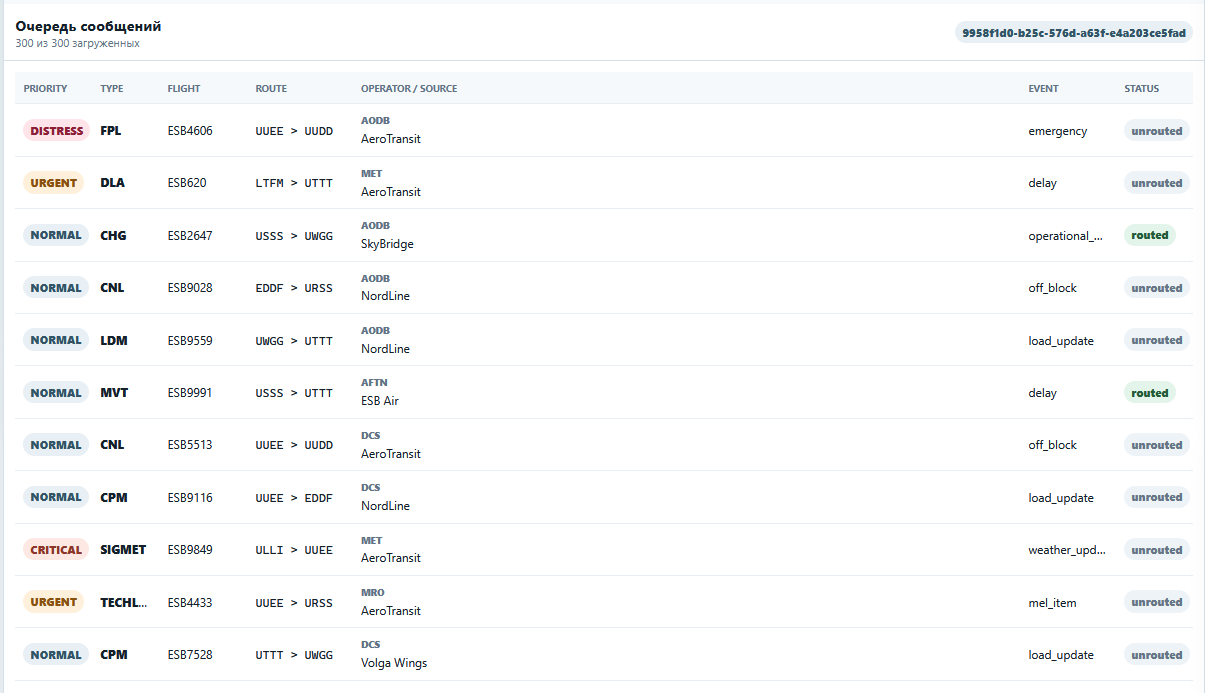 Очередь сообщений
300 из 300 загруженных
9958f1d0-b25c-576d-a63f-e4a203ce5fad
PRIORITY TYPE FLIGHT ROUTE OPERATOR / SOURCE EVENT STATUS
DISTRESS FPL ESB4606 UUEE > UUDD AODB AeroTransit emergency unrouted
URGENT DLA ESB620 LTFM > UTTT MET AeroTransit delay unrouted
NORMAL CHG ESB2647 USSS > UWGG AODB SkyBridge operational_... routed
NORMAL CNL ESB9028 EDDF > URSS AODB NordLine off_block unrouted
NORMAL LDM ESB9559 UWGG > UTTT AODB NordLine load_update unrouted
NORMAL MVT ESB9991 USSS > UTTT AFTN ESB Air delay routed
NORMAL CNL ESB5513 UUEE > UUDD DCS AeroTransit off_block unrouted
NORMAL CPM ESB9116 UUEE > EDDF DCS NordLine load_update unrouted
CRITICAL SIGMET ESB9849 ULLI > UUEE MET AeroTransit weather_upd... unrouted
URGENT TECHL... ESB4433 UUEE > URSS MRO AeroTransit mel_item unrouted
NORMAL CPM ESB7528 UTTT > UWGG DCS Volga Wings load_update unrouted